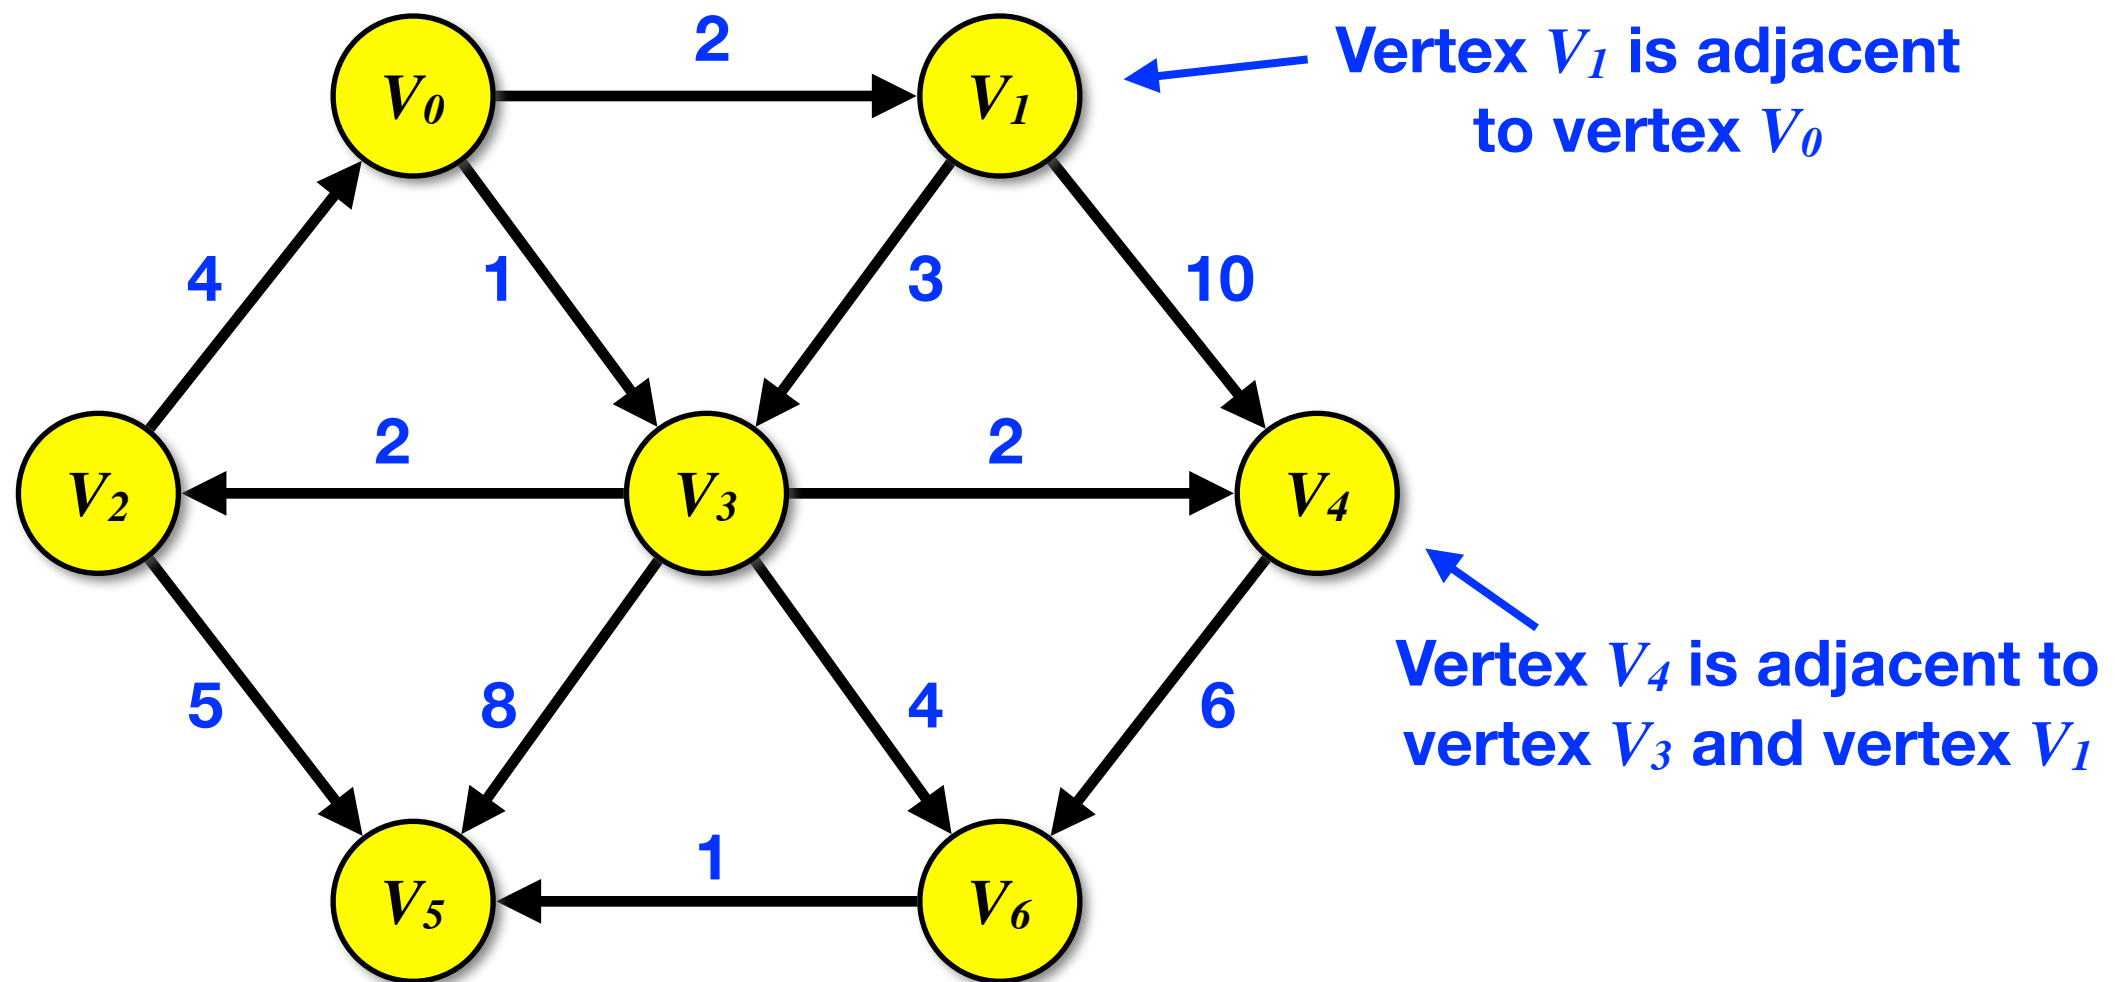 2
V0
V1
Vertex V1 is adjacent
to vertex V0
4
1
3
10
2
2
V2
V3
V4
5
8
4
6
Vertex V4 is adjacent to
vertex V3 and vertex V1
1
V5
V6